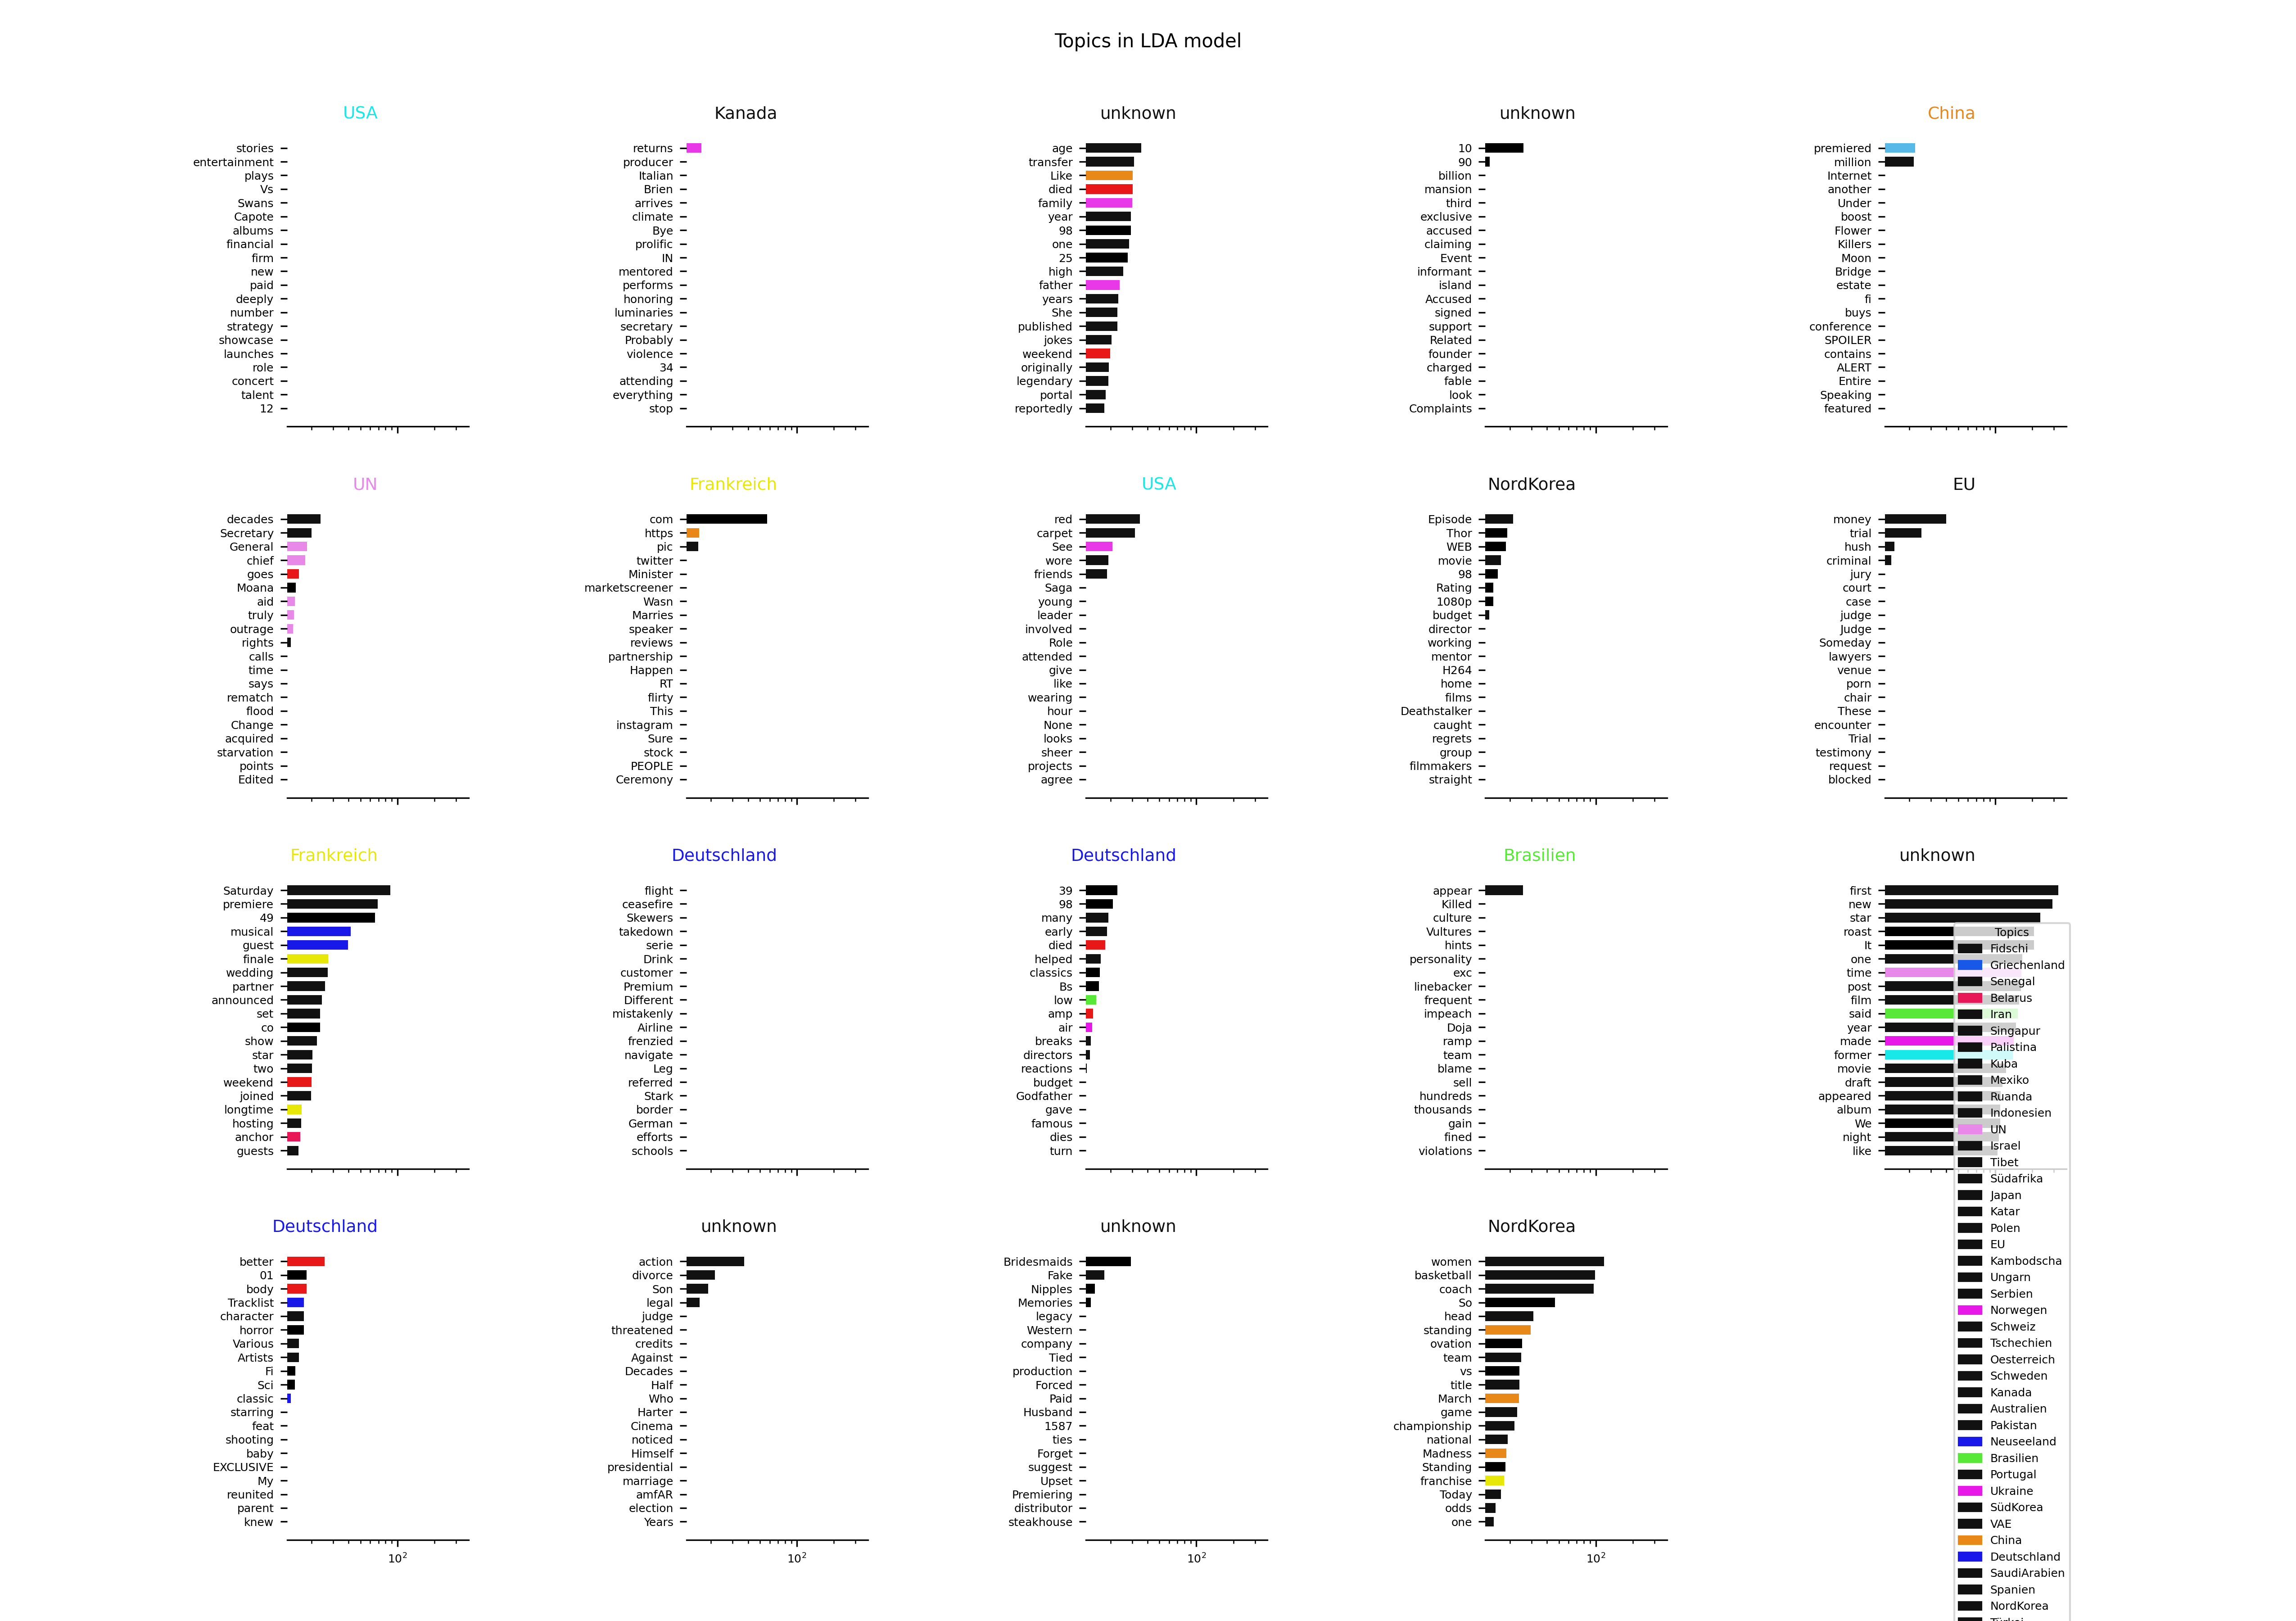 Topics in LDA model
USA
stories
entertainment
plays
Vs
Swans
Capote
albums
financial
firm
new
paid
deeply
number
strategy
showcase
launches
role
concert
talent
12
Kanada
returns
producer
Italian
Brien
arrives
climate
Bye
prolific
IN
mentored
performs
honoring
luminaries
secretary
Probably
violence
34
attending
everything
stop
unknown
age
transfer
Like
died
family
year
98
one
25
high
father
years
She
published
jokes
weekend
originally
legendary
portal
reportedly
unknown
10
90
billion
mansion
third
exclusive
accused
claiming
Event
informant
island
Accused
signed
support
Related
founder
charged
fable
look
Complaints
China
premiered
million
Internet
another
Under
boost
Flower
Killers
Moon
Bridge
estate
fi
buys
conference
SPOILER
contains
ALERT
Entire
Speaking
featured
UN
decades
Secretary
General
chief
goes
Moana
aid
truly
outrage
rights
calls
time
says
rematch
flood
Change
acquired
starvation
points
Edited
Frankreich
com
https
pic
twitter
Minister
marketscreener
Wasn
Marries
speaker
reviews
partnership
Happen
RT
flirty
This
instagram
Sure
stock
PEOPLE
Ceremony
USA
red
carpet
See
wore
friends
Saga
young
leader
involved
Role
attended
give
like
wearing
hour
None
looks
sheer
projects
agree
NordKorea
Episode
Thor
WEB
movie
98
Rating
1080p
budget
director
working
mentor
H264
home
films
Deathstalker
caught
regrets
group
filmmakers
straight
EU
money
trial
hush
criminal
jury
court
case
judge
Judge
Someday
lawyers
venue
porn
chair
These
encounter
Trial
testimony
request
blocked
Frankreich
Saturday
premiere
49
musical
guest
finale
wedding
partner
announced
set
co
show
star
two
weekend
joined
longtime
hosting
anchor
guests
Deutschland
flight
ceasefire
Skewers
takedown
serie
Drink
customer
Premium
Different
mistakenly
Airline
frenzied
navigate
Leg
referred
Stark
border
German
efforts
schools
Deutschland
39
98
many
early
died
helped
classics
Bs
low
amp
air
breaks
directors
reactions
budget
Godfather
gave
famous
dies
turn
Brasilien
appear
Killed
culture
Vultures
hints
personality
exc
linebacker
frequent
impeach
Doja
ramp
team
blame
sell
hundreds
thousands
gain
fined
violations
unknown
first
new
star
roast
It
one
time
post
film
said
year
made
former
movie
draft
appeared
album
We
night
like
Deutschland
better
01
body
Tracklist
character
horror
Various
Artists
Fi
Sci
classic
starring
feat
shooting
baby
EXCLUSIVE
My
reunited
parent
knew
10²
unknown
action
divorce
Son
legal
judge
threatened
credits
Against
Decades
Half
Who
Harter
Cinema
noticed
Himself
presidential
marriage
amfAR
election
Years
10²
unknown
Bridesmaids
Fake
Nipples
Memories
legacy
Western
company
Tied
production
Forced
Paid
Husband
1587
ties
Forget
suggest
Upset
Premiering
distributor
steakhouse
10²
NordKorea
women
basketball
coach
So
head
standing
ovation
team
vs
title
March
game
championship
national
Madness
Standing
franchise
Today
odds
one
10²
Topics
Fidschi
Griechenland
Senegal
Belarus
Iran
Singapur
Palistina
Kuba
Mexiko
Ruanda
Indonesien
UN
Israel
Tibet
Südafrika
Japan
Katar
Polen
EU
Kambodscha
Ungarn
Serbien
Norwegen
Schweiz
Tschechien
Oesterreich
Schweden
Kanada
Australien
Pakistan
Neuseeland
Brasilien
Portugal
Ukraine
SüdKorea
VAE
China
Deutschland
SaudiArabien
Spanien
NordKorea